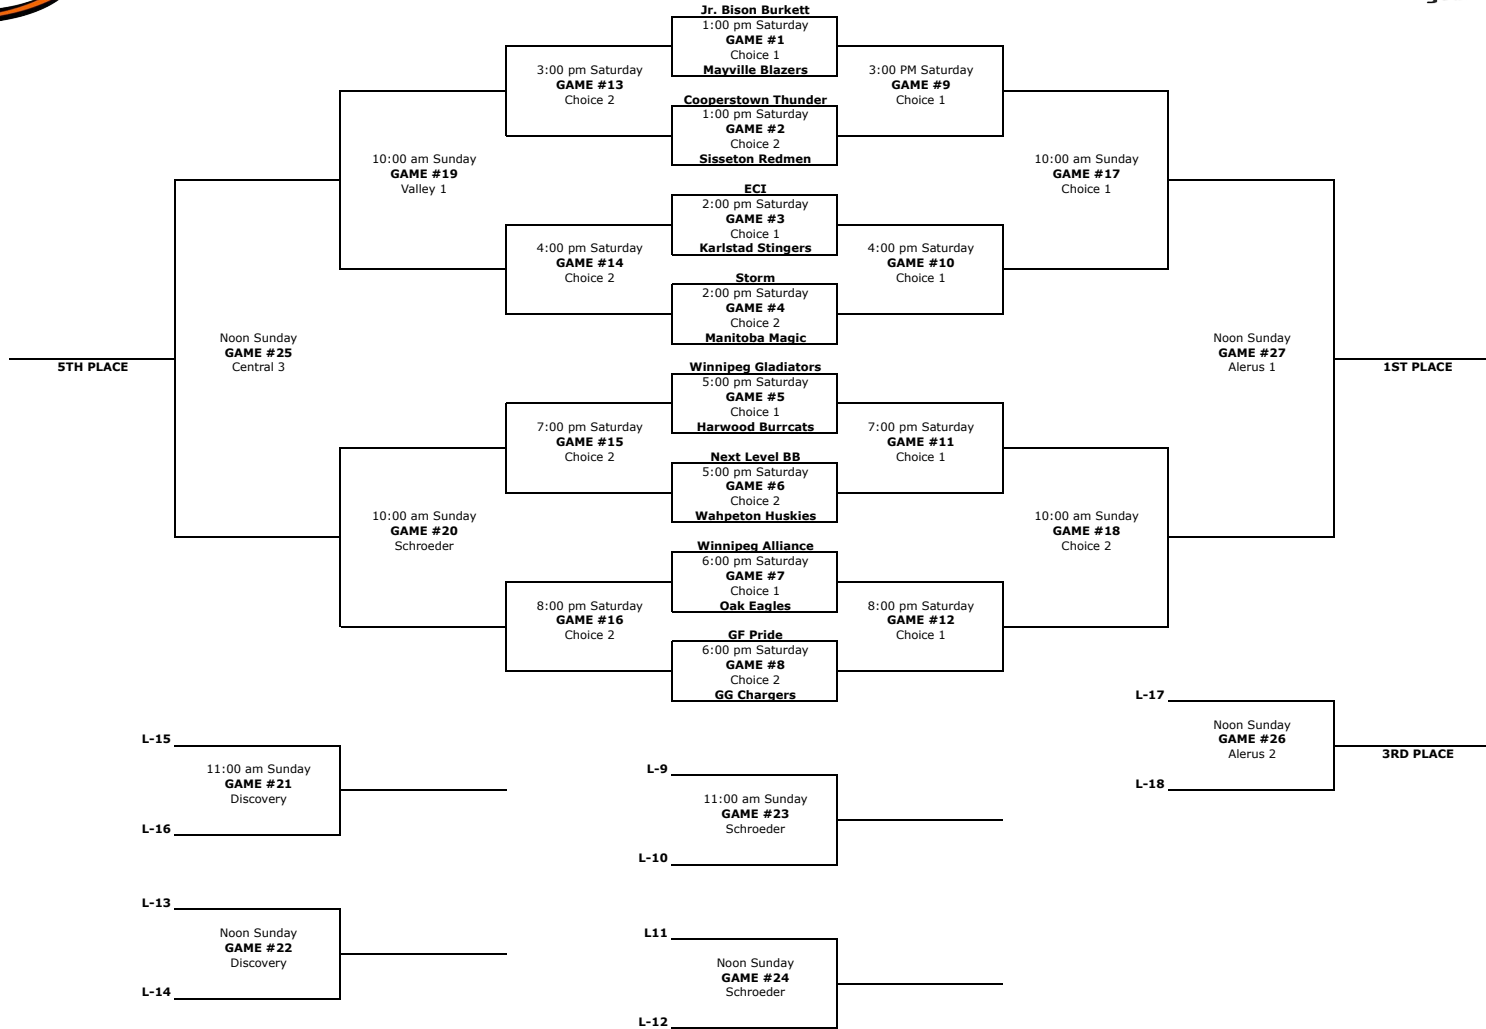 Jr. Bison Burkett
1:00 pm Saturday
GAME #1
Choice 1
Mayville Blazers
3:00 pm Saturday
GAME #13
Choice 2
3:00 PM Saturday
GAME #9
Choice 1
Cooperstown Thunder
1:00 pm Saturday
GAME #2
Choice 2
Sisseton Redmen
10:00 am Sunday
GAME #19
Valley 1
10:00 am Sunday
GAME #17
Choice 1
ECI
2:00 pm Saturday
GAME #3
Choice 1
Karlstad Stingers
4:00 pm Saturday
GAME #14
Choice 2
4:00 pm Saturday
GAME #10
Choice 1
Storm
2:00 pm Saturday
GAME #4
Choice 2
Manitoba Magic
Noon Sunday
GAME #25
Central 3
5TH PLACE
Noon Sunday
GAME #27
Alerus 1
1ST PLACE
Winnipeg Gladiators
5:00 pm Saturday
GAME #5
Choice 1
Harwood Burrcats
7:00 pm Saturday
GAME #15
Choice 2
7:00 pm Saturday
GAME #11
Choice 1
Next Level BB
5:00 pm Saturday
GAME #6
Choice 2
Wahpeton Huskies
10:00 am Sunday
GAME #20
Schroeder
10:00 am Sunday
GAME #18
Choice 2
Winnipeg Alliance
6:00 pm Saturday
GAME #7
Choice 1
Oak Eagles
8:00 pm Saturday
GAME #16
Choice 2
8:00 pm Saturday
GAME #12
Choice 1
GF Pride
6:00 pm Saturday
GAME #8
Choice 2
GG Chargers
L-17
Noon Sunday
GAME #26
Alerus 2
3RD PLACE
L-18
L-15
11:00 am Sunday
GAME #21
Discovery
L-16
L-9
11:00 am Sunday
GAME #23
Schroeder
L-10
L-13
Noon Sunday
GAME #22
Discovery
L-14
L11
Noon Sunday
GAME #24
Schroeder
L-12